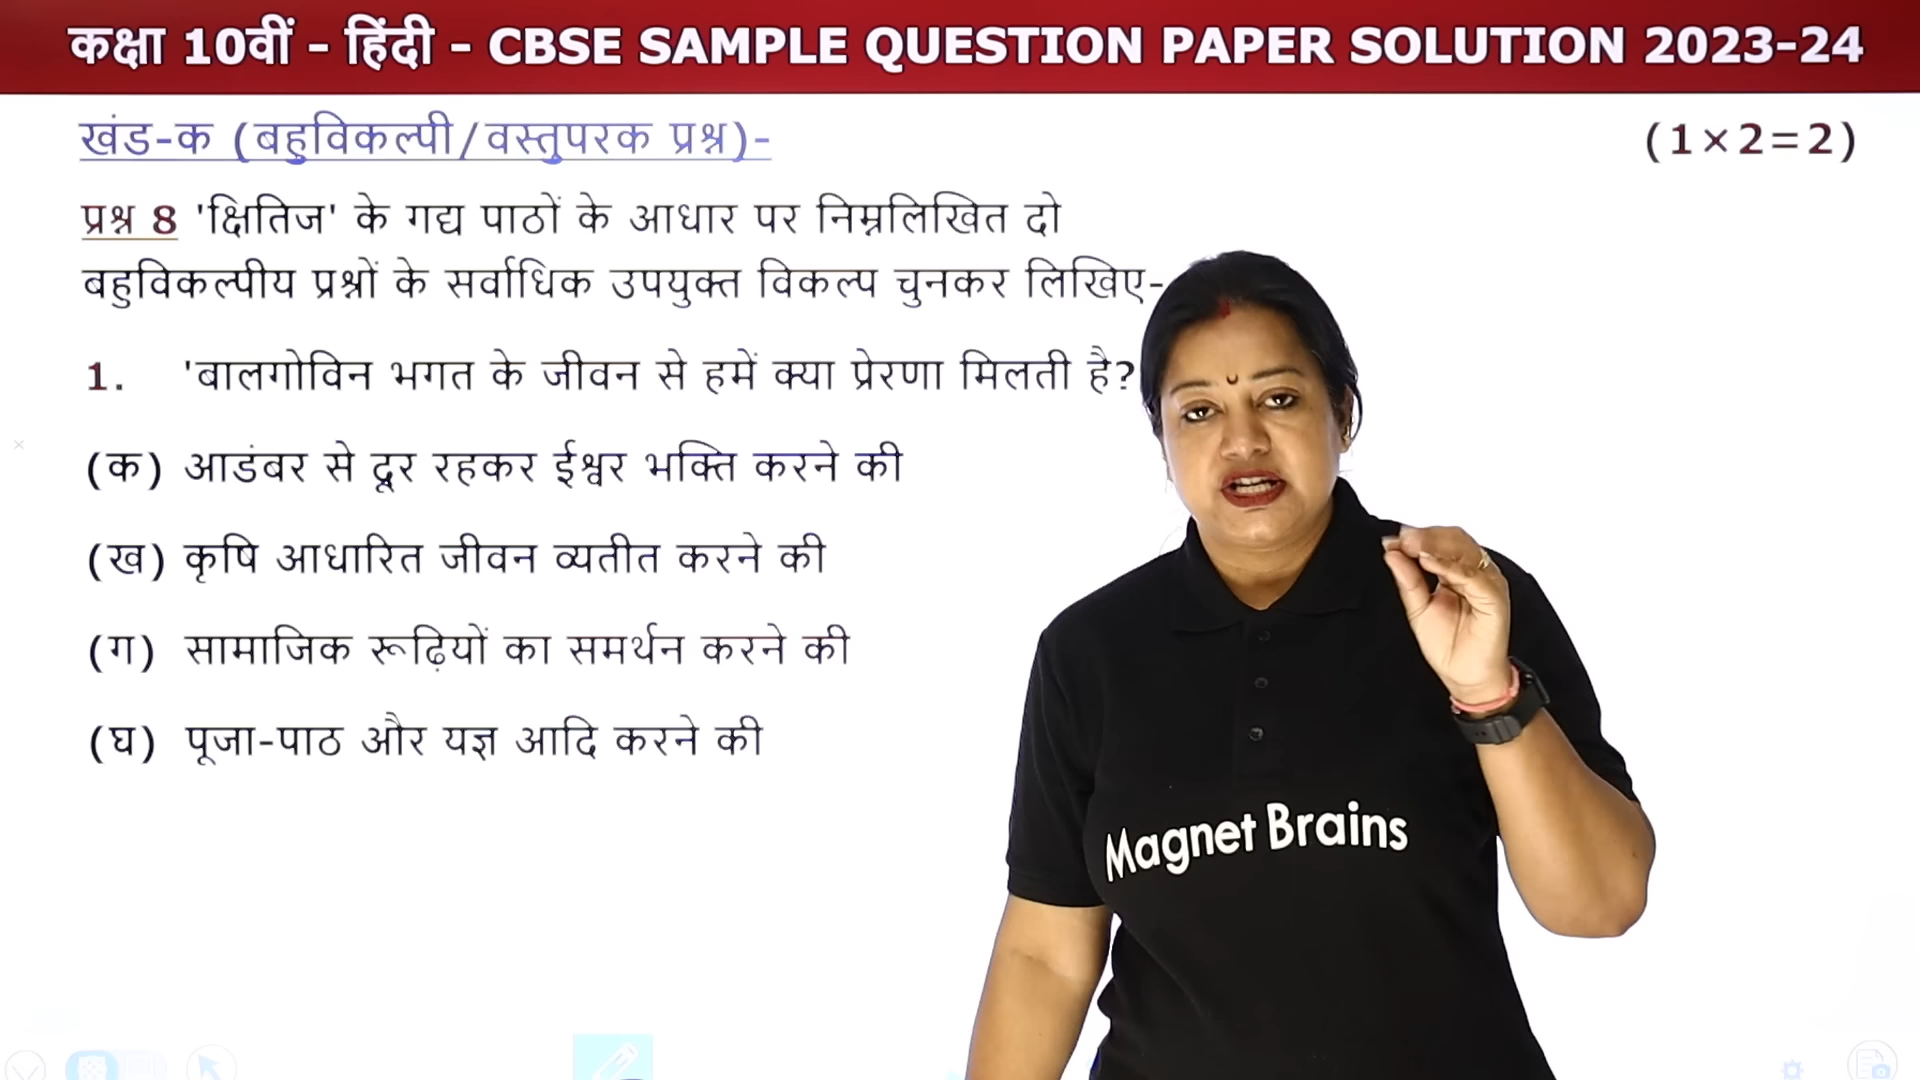 कक्षा 10वीं - हिंदी - CBSE SAMPLE QUESTION PAPER SOLUTION 2023-24
खंड-क (बहुविकल्पी/वस्तुपरक प्रश्न)- (1×2=2)
प्रश्न 8 'क्षितिज' के गद्य पाठों के आधार पर निम्नलिखित दो
बहुविकल्पीय प्रश्नों के सर्वाधिक उपयुक्त विकल्प चुनकर लिखिए-
1. 'बालगोविन भगत के जीवन से हमें क्या प्रेरणा मिलती है?
(क) आडंबर से दूर रहकर ईश्वर भक्ति करने की
(ख) कृषि आधारित जीवन व्यतीत करने की
(ग) सामाजिक रूढ़ियों का समर्थन करने की
(घ) पूजा-पाठ और यज्ञ आदि करने की
Magnet Brains